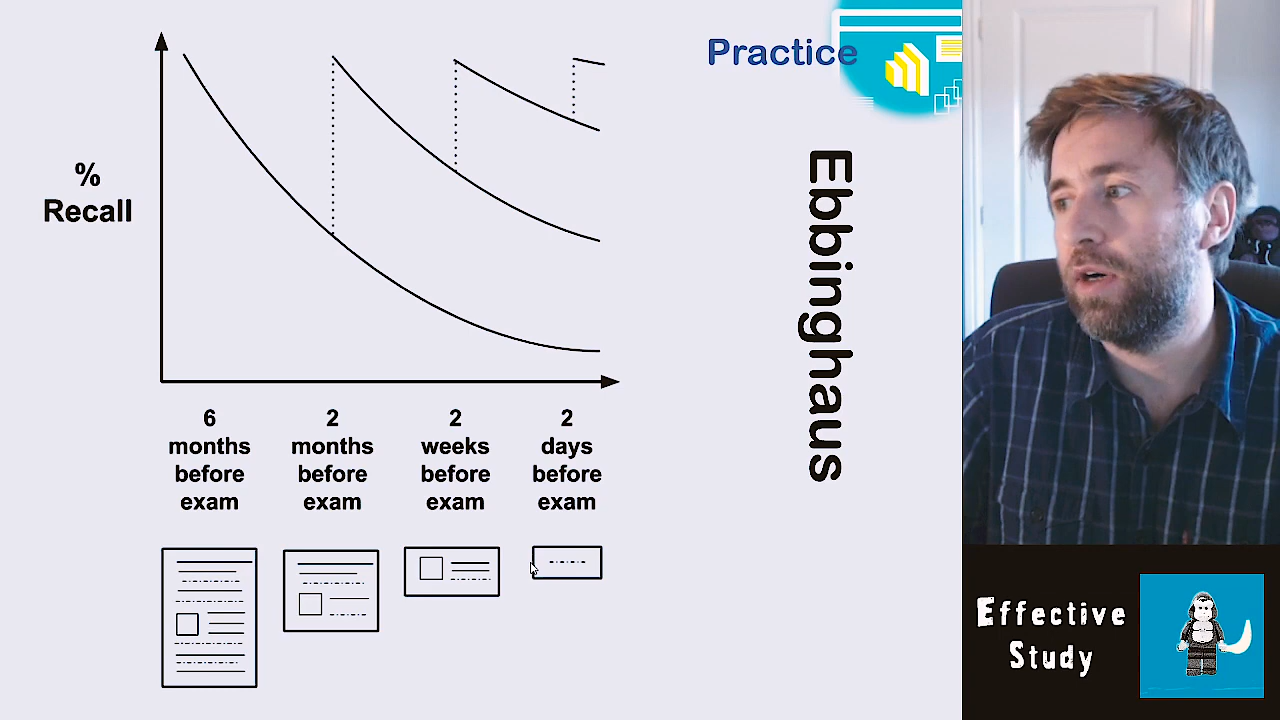 Practice
%
Recall
Ebbinghaus
6
months
before
exam
2
months
before
exam
2
weeks
before
exam
2
days
before
exam
Effective
Study